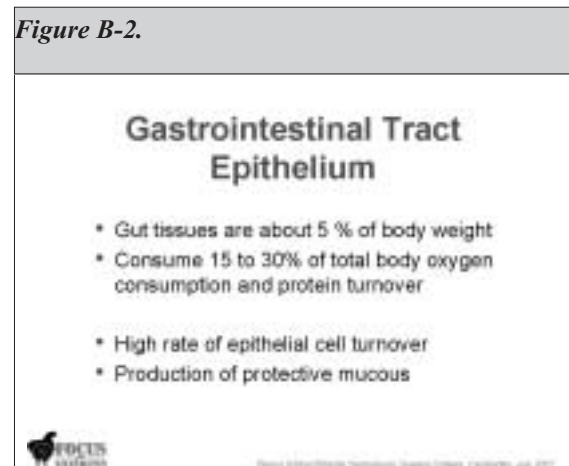 Figure B-2.
Gastrointestinal Tract
Epithelium
• Gut tissues are about 5 % of body weight
• Consume 15 to 30% of total body oxygen
consumption and protein turnover
• High rate of epithelial cell turnover
• Production of protective mucous
FOCUS